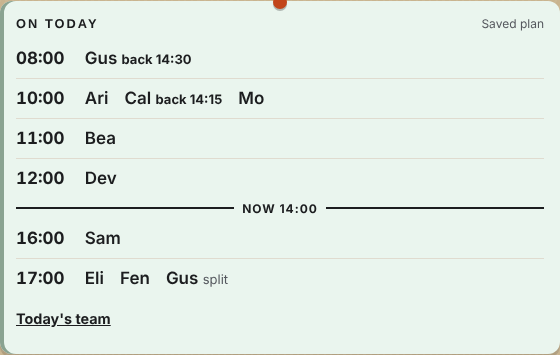 ON TODAY Saved plan
08:00 Gus back 14:30
10:00 Ari Cal back 14:15 Mo
11:00 Bea
12:00 Dev
NOW 14:00
16:00 Sam
17:00 Eli Fen Gus split
Today's team